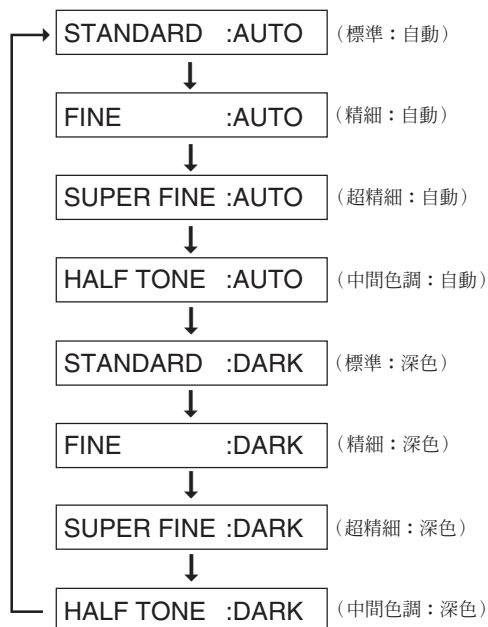 STANDARD :AUTO (標準：自動)
FINE :AUTO (精細：自動)
SUPER FINE :AUTO (超精細：自動)
HALF TONE :AUTO (中間色調：自動)
STANDARD :DARK (標準：深色)
FINE :DARK (精細：深色)
SUPER FINE :DARK (超精細：深色)
HALF TONE :DARK (中間色調：深色)